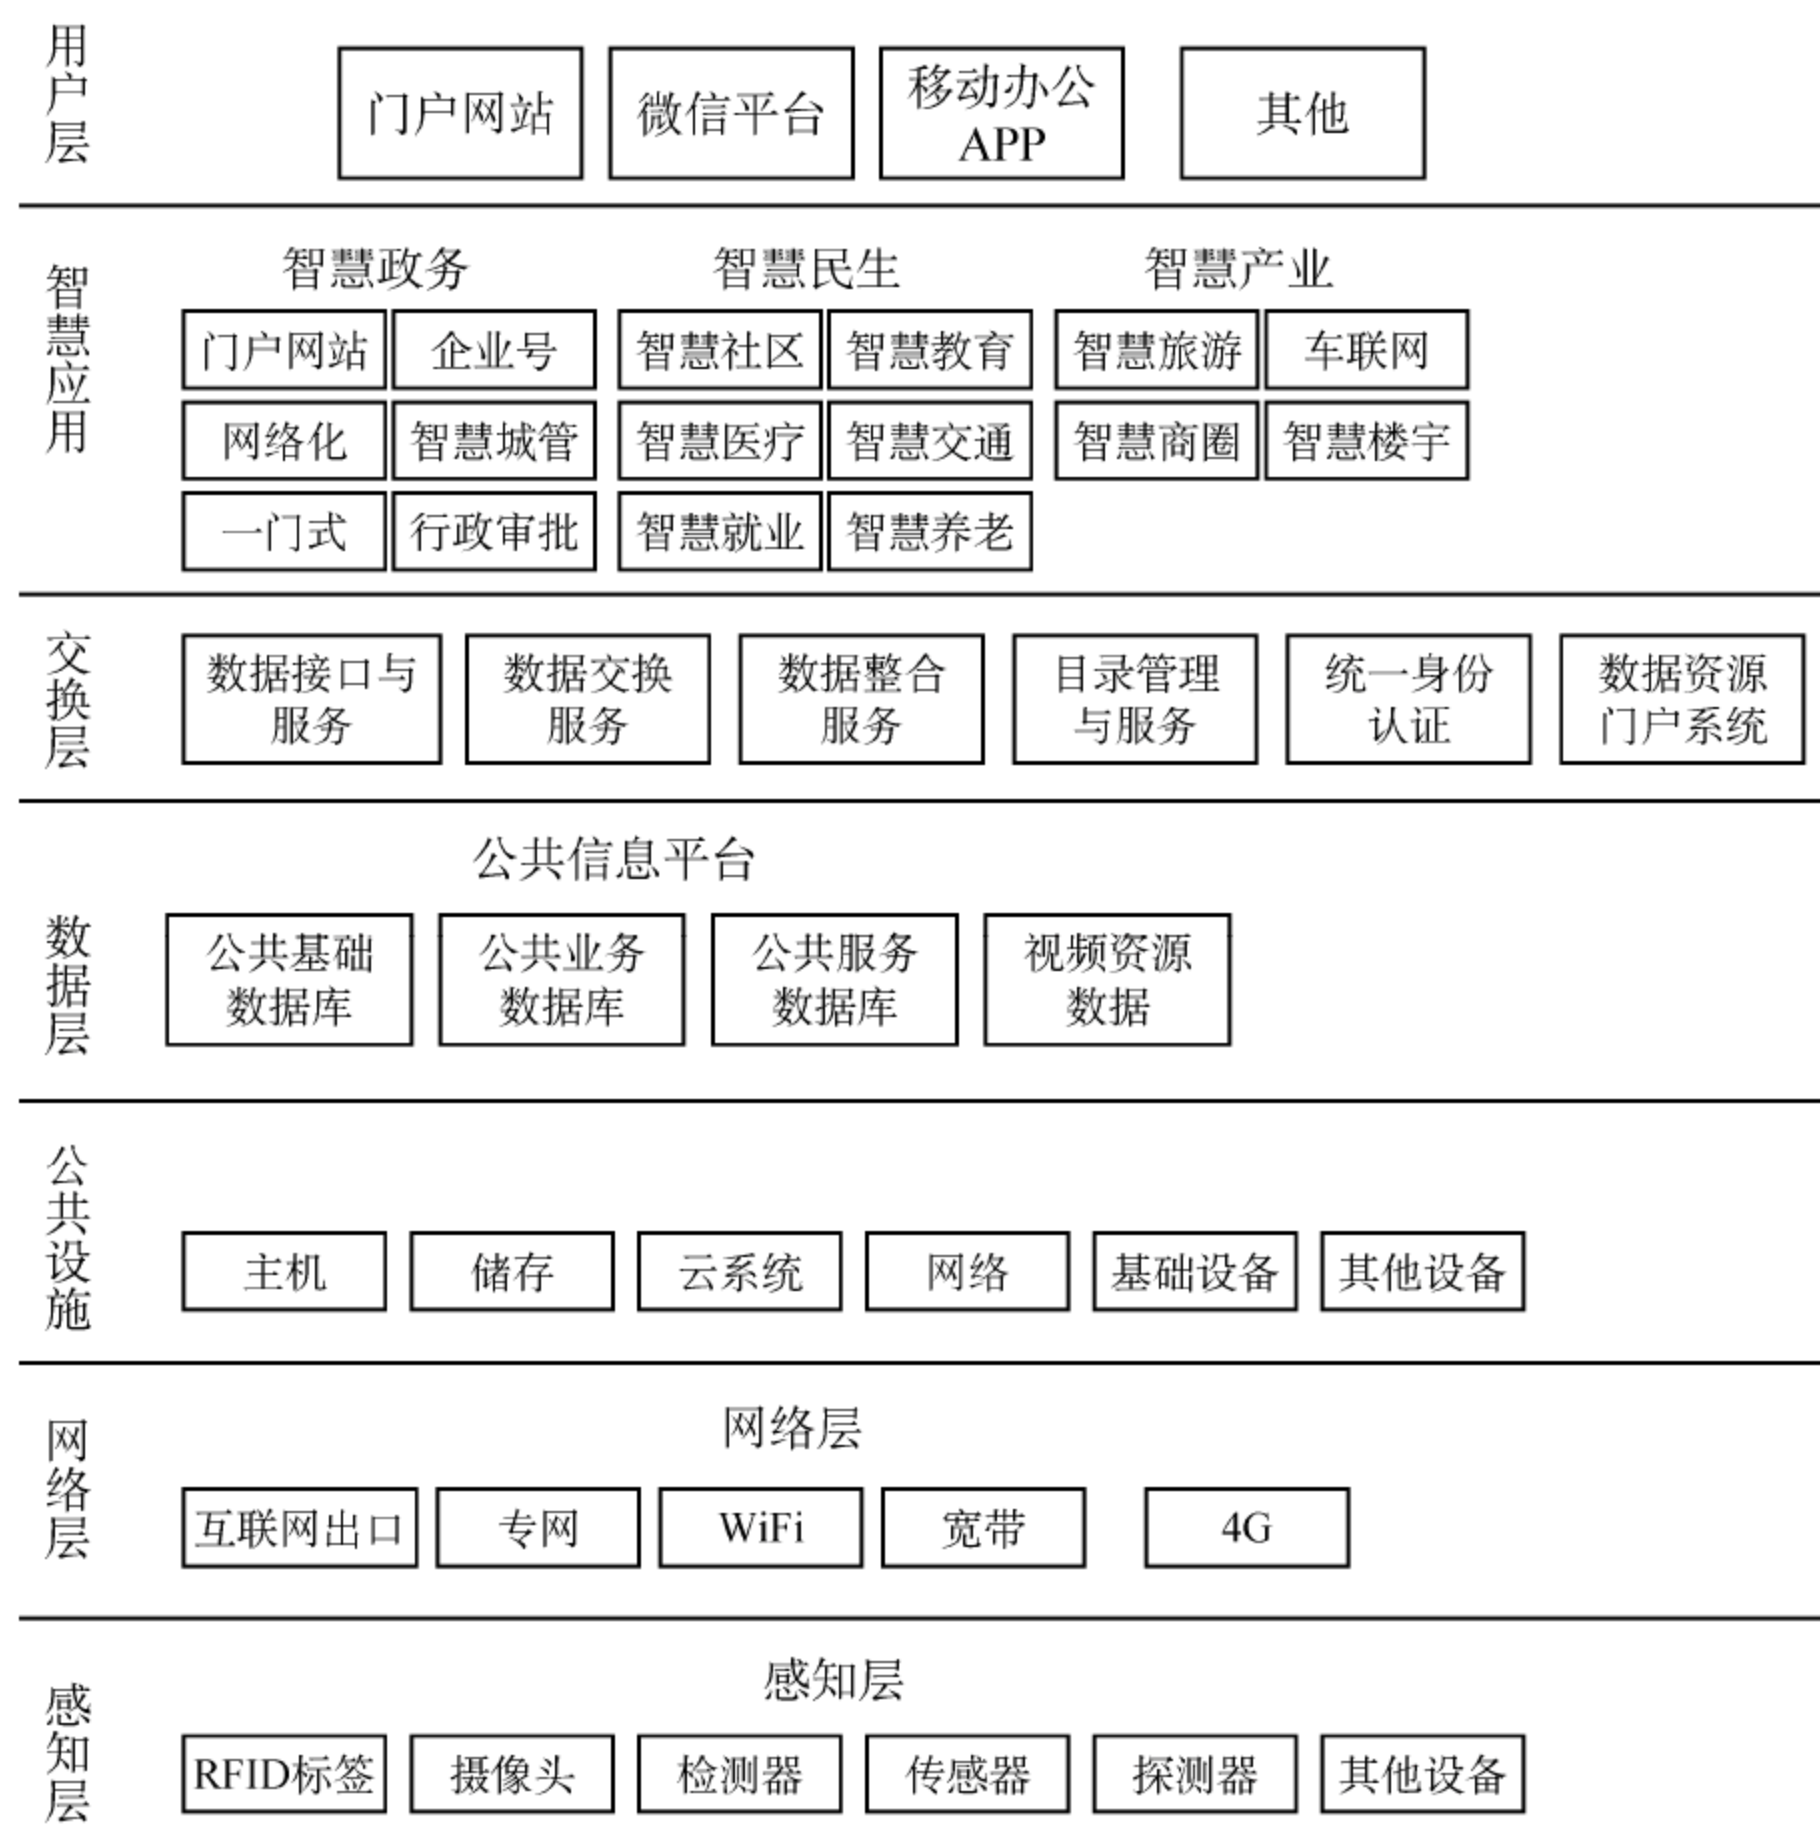 用户层
门户网站
微信平台
移动办公
APP
其他
智慧应用
智慧政务
智慧民生
智慧产业
门户网站
企业号
智慧社区
智慧教育
智慧旅游
车联网
网络化
智慧城管
智慧医疗
智慧交通
智慧商圈
智慧楼宇
一门式
行政审批
智慧就业
智慧养老
交换层
数据接口与
服务
数据交换
服务
数据整合
服务
目录管理
与服务
统一身份
认证
数据资源
门户系统
数据层
公共信息平台
公共基础
数据库
公共业务
数据库
公共服务
数据库
视频资源
数据
公共设施
主机
储存
云系统
网络
基础设备
其他设备
网络层
网络层
互联网出口
专网
WiFi
宽带
4G
感知层
感知层
RFID标签
摄像头
检测器
传感器
探测器
其他设备